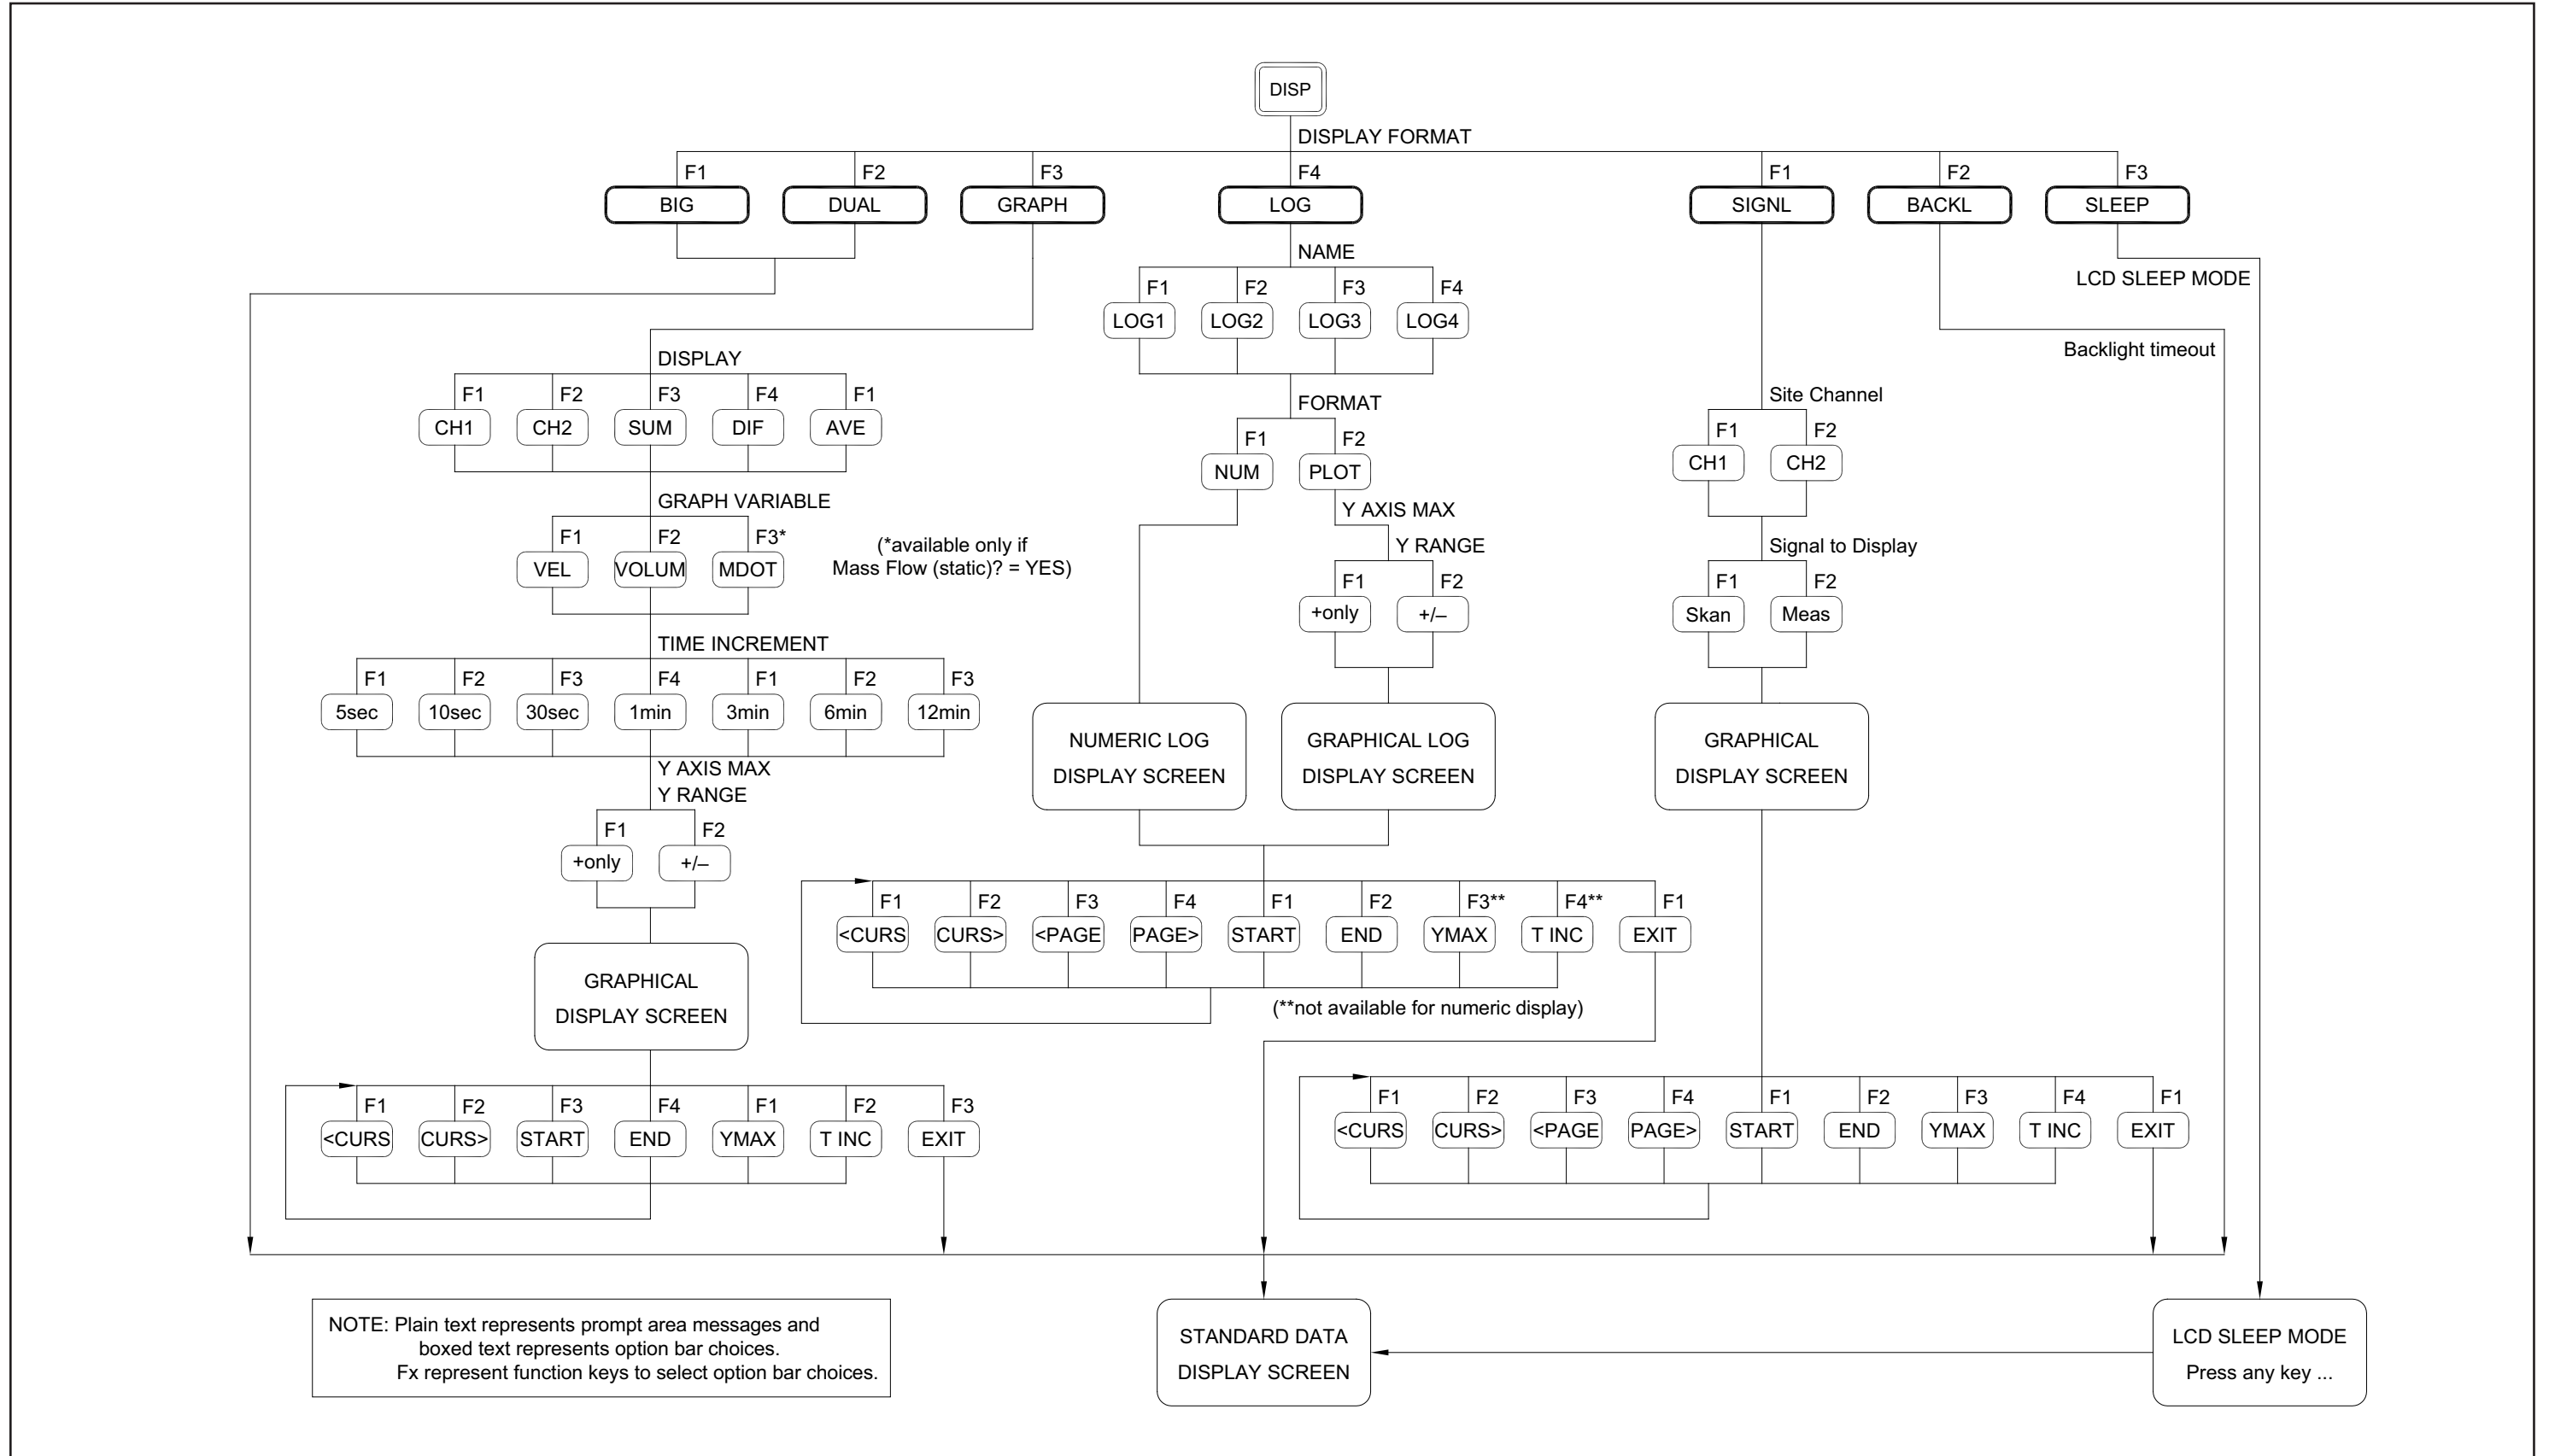 DISP
DISPLAY FORMAT
F1 F2 F3 F4 F1 F2 F3
BIG DUAL GRAPH LOG SIGNL BACKL SLEEP
NAME
LCD SLEEP MODE
F1 F2 F3 F4
LOG1 LOG2 LOG3 LOG4
Backlight timeout
DISPLAY
F1 F2 F3 F4 F1
CH1 CH2 SUM DIF AVE
GRAPH VARIABLE
F1 F2 F3*
VEL VOLUM MDOT
(*available only if
Mass Flow (static)? = YES)
TIME INCREMENT
F1 F2 F3 F4 F1 F2 F3
5sec 10sec 30sec 1min 3min 6min 12min
Y AXIS MAX
Y RANGE
F1 F2
+only +/–
GRAPHICAL
DISPLAY SCREEN
F1 F2 F3 F4 F1 F2 F3
<CURS CURS> START END YMAX T INC EXIT
FORMAT
F1 F2
NUM PLOT
Y AXIS MAX
Y RANGE
F1 F2
+only +/–
NUMERIC LOG
DISPLAY SCREEN
GRAPHICAL LOG
DISPLAY SCREEN
F1 F2 F3 F4 F1 F2 F3** F4** F1
<CURS CURS> <PAGE PAGE> START END YMAX T INC EXIT
(**not available for numeric display)
Site Channel
F1 F2
CH1 CH2
Signal to Display
F1 F2
Skan Meas
GRAPHICAL
DISPLAY SCREEN
F1 F2 F3 F4 F1 F2 F3 F4 F1
<CURS CURS> <PAGE PAGE> START END YMAX T INC EXIT
NOTE: Plain text represents prompt area messages and
boxed text represents option bar choices.
Fx represent function keys to select option bar choices.
STANDARD DATA
DISPLAY SCREEN
LCD SLEEP MODE
Press any key ...